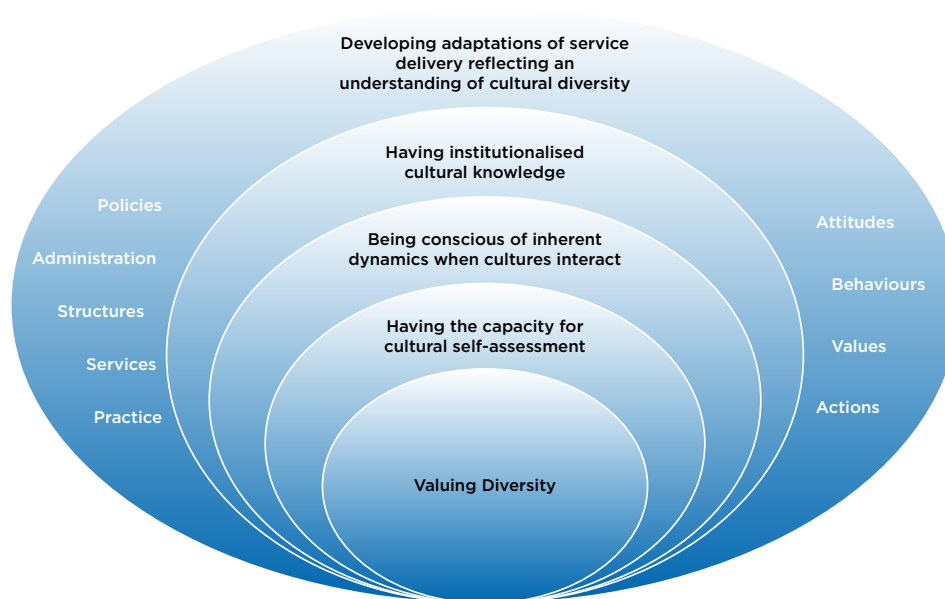 Developing adaptations of service
delivery reflecting an
understanding of cultural diversity
Having institutionalised
cultural knowledge
Being conscious of inherent
dynamics when cultures interact
Having the capacity for
cultural self-assessment
Valuing Diversity
Policies
Administration
Structures
Services
Practice
Attitudes
Behaviours
Values
Actions